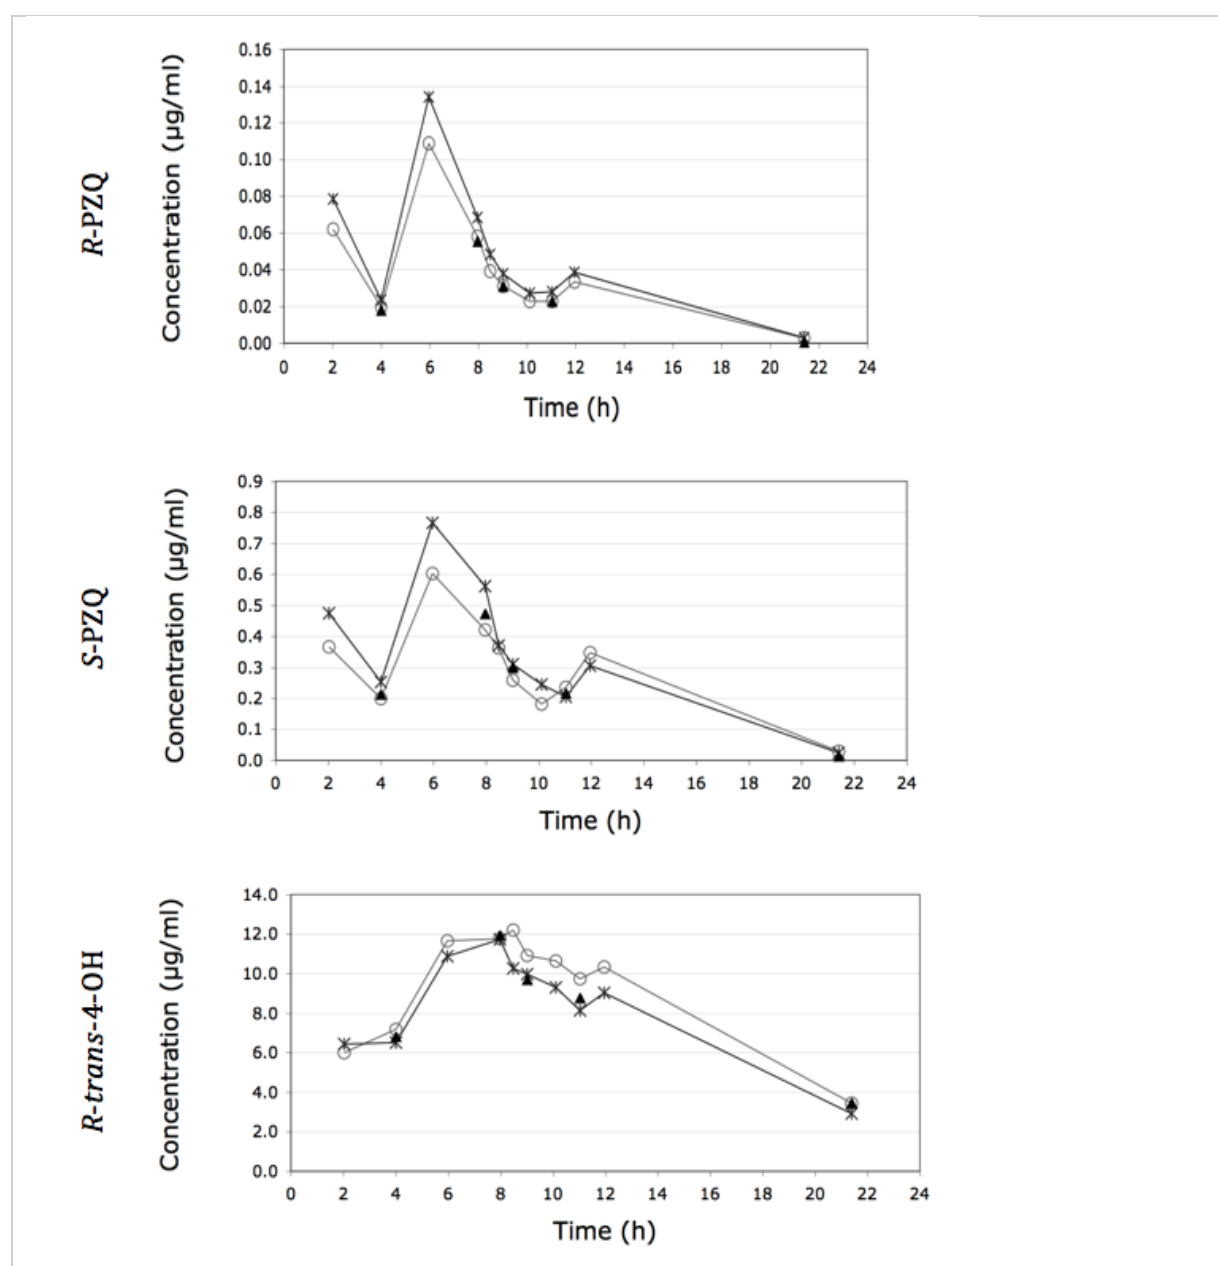 R-PZQ
Concentration (µg/ml)
0.16
0.14
0.12
0.10
0.08
0.06
0.04
0.02
0.00
0 2 4 6 8 10 12 14 16 18 20 22 24
Time (h)
S-PZQ
Concentration (µg/ml)
0.9
0.8
0.7
0.6
0.5
0.4
0.3
0.2
0.1
0.0
0 2 4 6 8 10 12 14 16 18 20 22 24
Time (h)
R-trans-4-OH
Concentration (µg/ml)
14.0
12.0
10.0
8.0
6.0
4.0
2.0
0.0
0 2 4 6 8 10 12 14 16 18 20 22 24
Time (h)